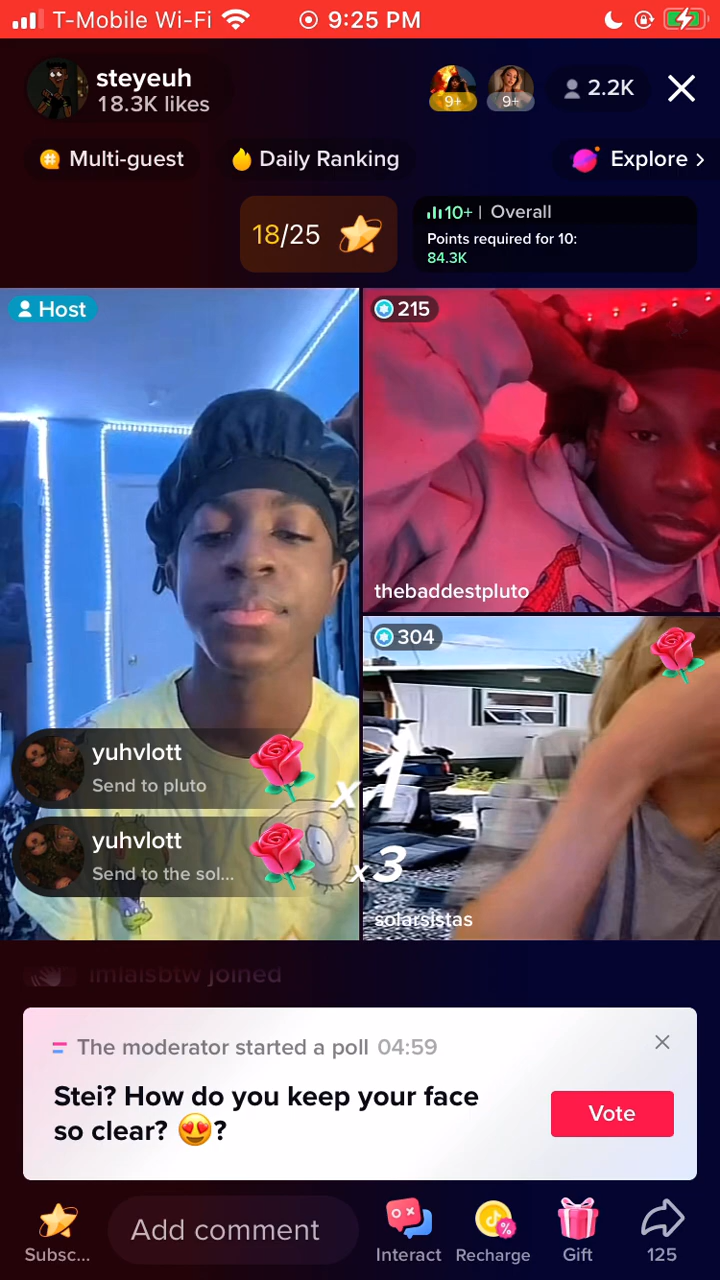 T-Mobile Wi-Fi 9:25 PM
steyeuh
18.3K likes
9+ 9+ 2.2K
Multi-guest Daily Ranking Explore >
18/25
10+ | Overall
Points required for 10:
84.3K
Host
215
thebaddestpluto
304
yuhvlott
Send to pluto
x1
yuhvlott
Send to the sol...
x3
solarsistas
imlaisbtw joined
The moderator started a poll 04:59
Stei? How do you keep your face
so clear? 😍?
Vote
Add comment
Subsc... Interact Recharge Gift 125